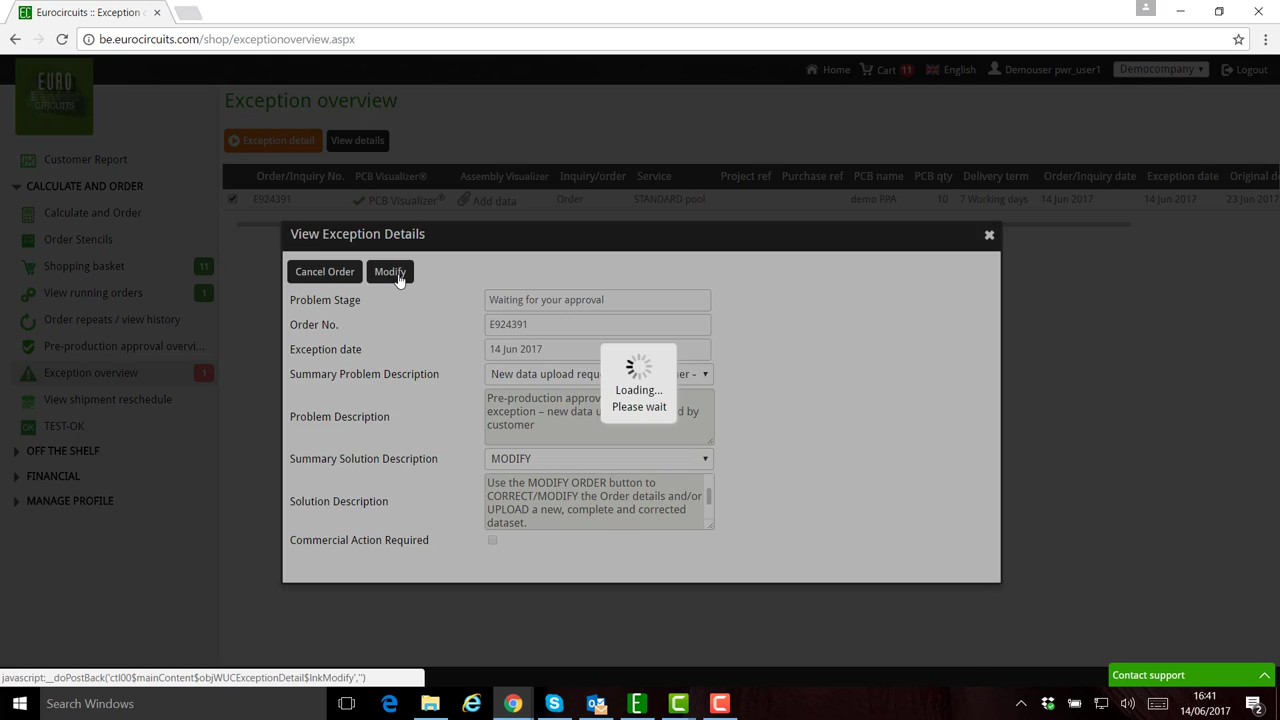 Eurocircuits :: Exception
be.eurocircuits.com/shop/exceptionoverview.aspx
EURO
CIRCUITS
Home
Cart 11
English
Demouser pwr_user1
Democompany
Logout
Exception overview
Exception detail
View details
Customer Report
CALCULATE AND ORDER
Calculate and Order
Order Stencils
Shopping basket 11
View running orders 1
Order repeats / view history
Pre-production approval overvi...
Exception overview 1
View shipment reschedule
TEST-OK
OFF THE SHELF
FINANCIAL
MANAGE PROFILE
Order/Inquiry No. PCB Visualizer® Assembly Visualizer Inquiry/order Service Project ref Purchase ref PCB name PCB qty Delivery term Order/Inquiry date Exception date Original d
E924391 PCB Visualizer® Add data Order STANDARD pool demo PPA 10 7 Working days 14 Jun 2017 14 Jun 2017 23 Jun 2017
View Exception Details
Cancel Order Modify
Problem Stage Waiting for your approval
Order No. E924391
Exception date 14 Jun 2017
Summary Problem Description New data upload requ mer -
Problem Description
Pre-production approv
exception – new data u d by
customer
Summary Solution Description MODIFY
Solution Description
Use the MODIFY ORDER button to
CORRECT/MODIFY the Order details and/or
UPLOAD a new, complete and corrected
dataset.
Commercial Action Required
Loading...
Please wait
javascript:__doPostBack('ctl00$mainContent$objWUCExceptionDetail$lnkModify','')
Contact support
Search Windows
16:41
14/06/2017
2